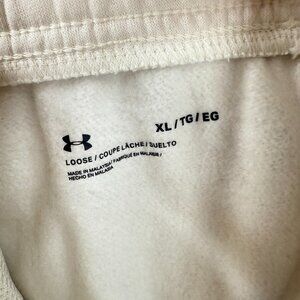 XL / TG / EG
LOOSE / COUPE LÂCHE / SUELTO
MADE IN MALAYSIA / FABRIQUÉ EN MALAISIE /
HECHO EN MALASIA